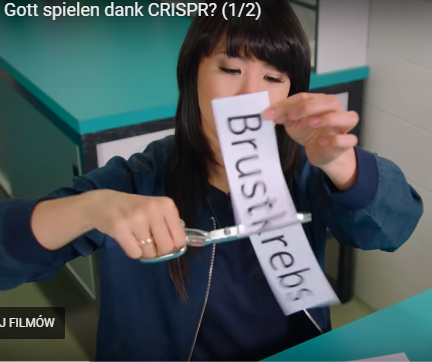 Gott spielen dank CRISPR? (1/2)
Brustkrebs
J FILMÓW